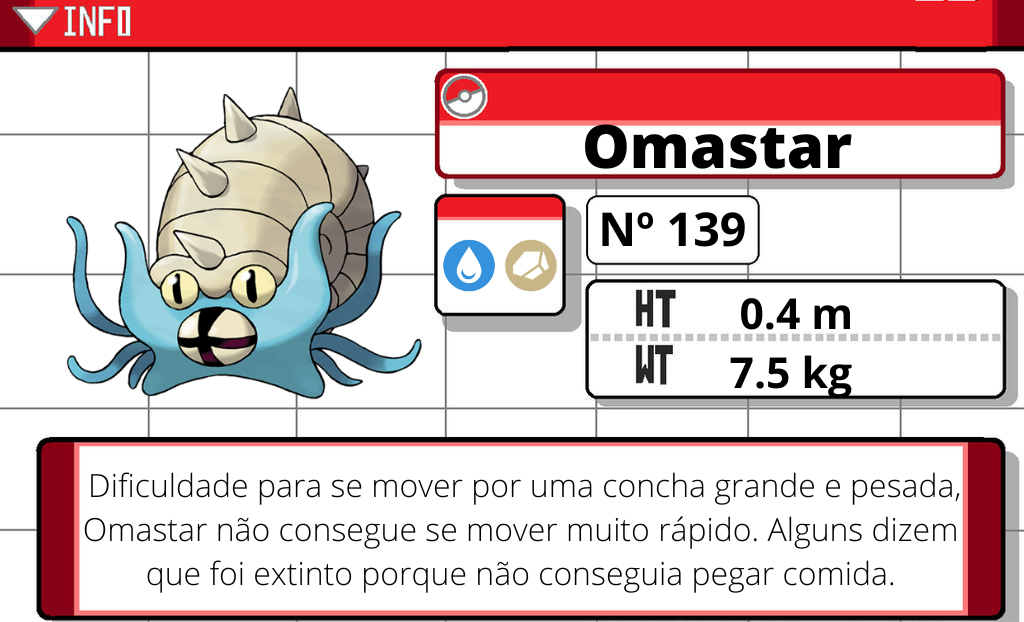 INFO
Omastar
Nº 139
HT 0.4 m
WT 7.5 kg
Dificuldade para se mover por uma concha grande e pesada,
Omastar não consegue se mover muito rápido. Alguns dizem
que foi extinto porque não conseguia pegar comida.